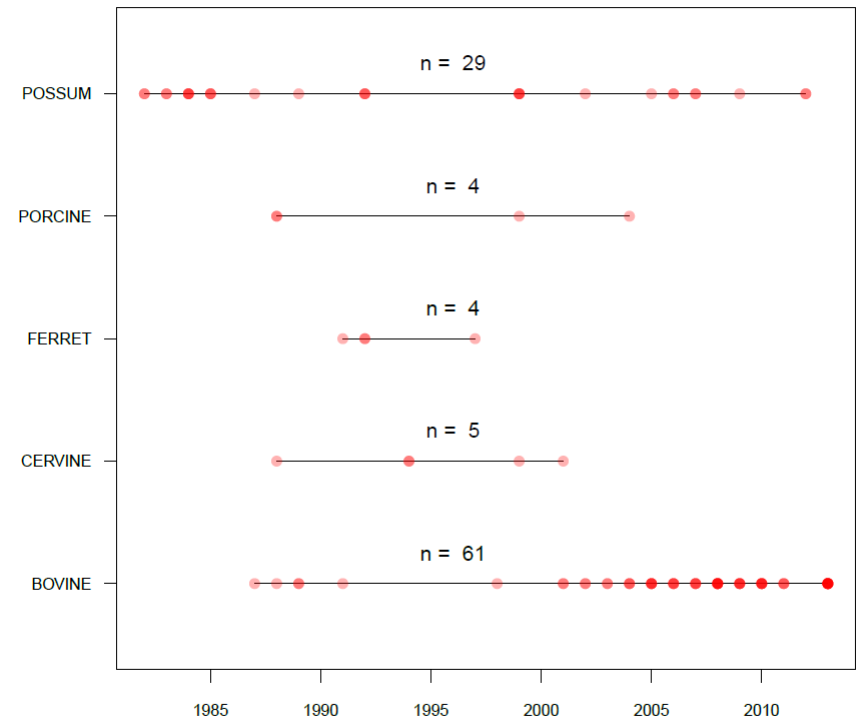 n = 29
POSSUM
n = 4
PORCINE
n = 4
FERRET
n = 5
CERVINE
n = 61
BOVINE
1985 1990 1995 2000 2005 2010